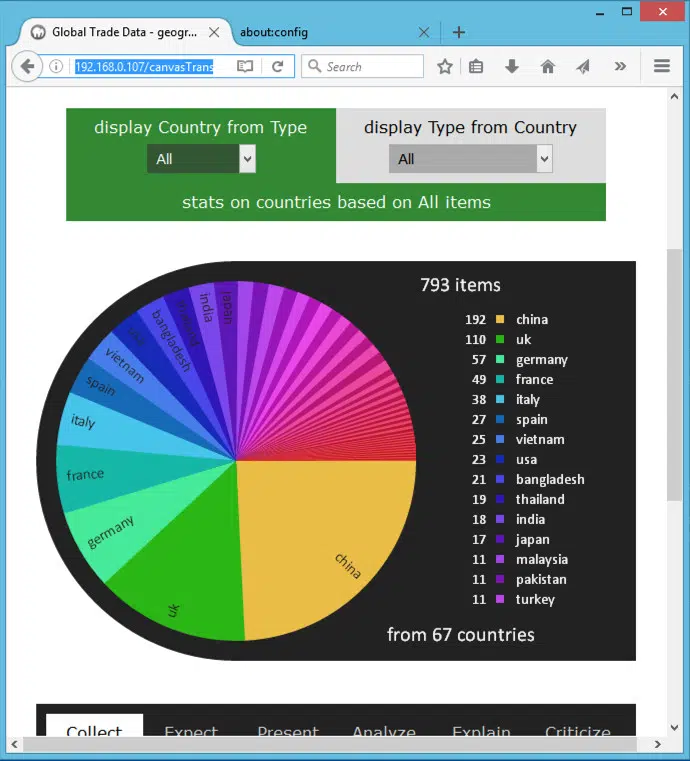 Global Trade Data - geogr...
about:config
192.168.0.107/canvasTrans
Search
display Country from Type
display Type from Country
All
All
stats on countries based on All items
793 items
192 china
110 uk
57 germany
49 france
38 italy
27 spain
25 vietnam
23 usa
21 bangladesh
19 thailand
18 india
17 japan
11 malaysia
11 pakistan
11 turkey
from 67 countries
japan
india
thailand
bangladesh
usa
vietnam
spain
italy
france
germany
uk
china
Collect Expect Present Analyze Explain Criticize